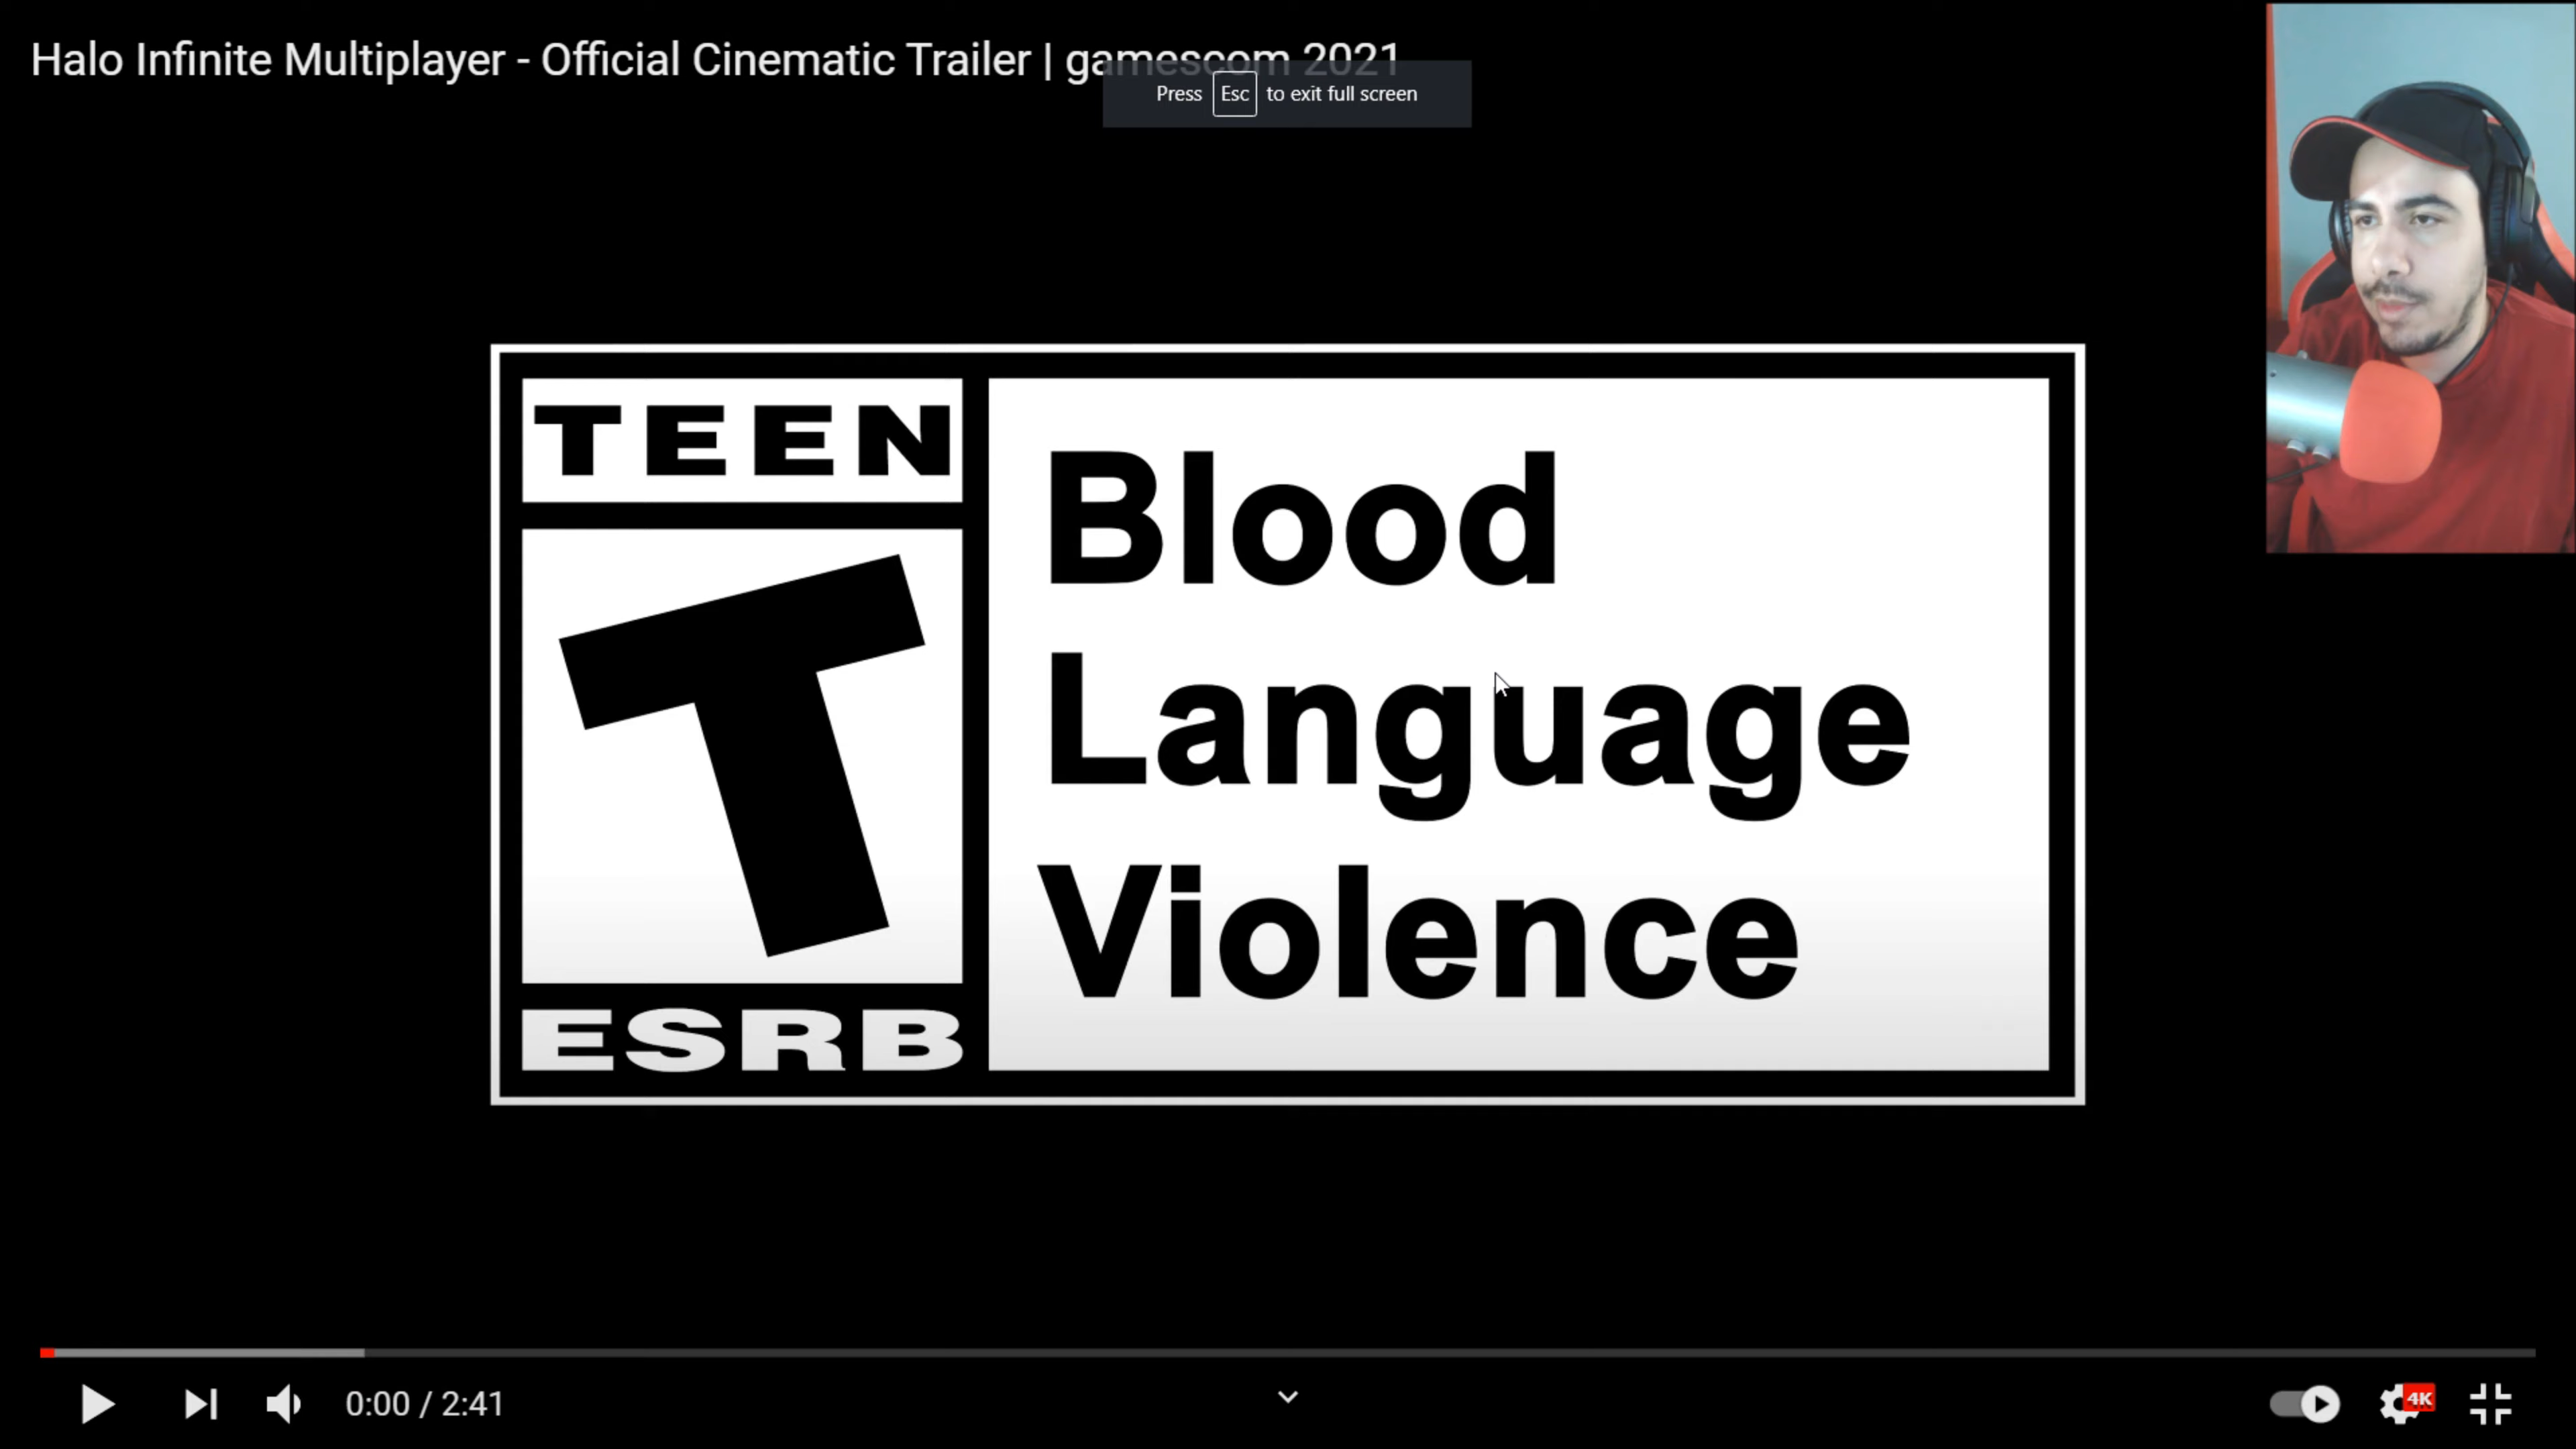 Halo Infinite Multiplayer - Official Cinematic Trailer | gamescom 2021
Press Esc to exit full screen
TEEN
T
ESRB
Blood
Language
Violence
0:00 / 2:41
4K